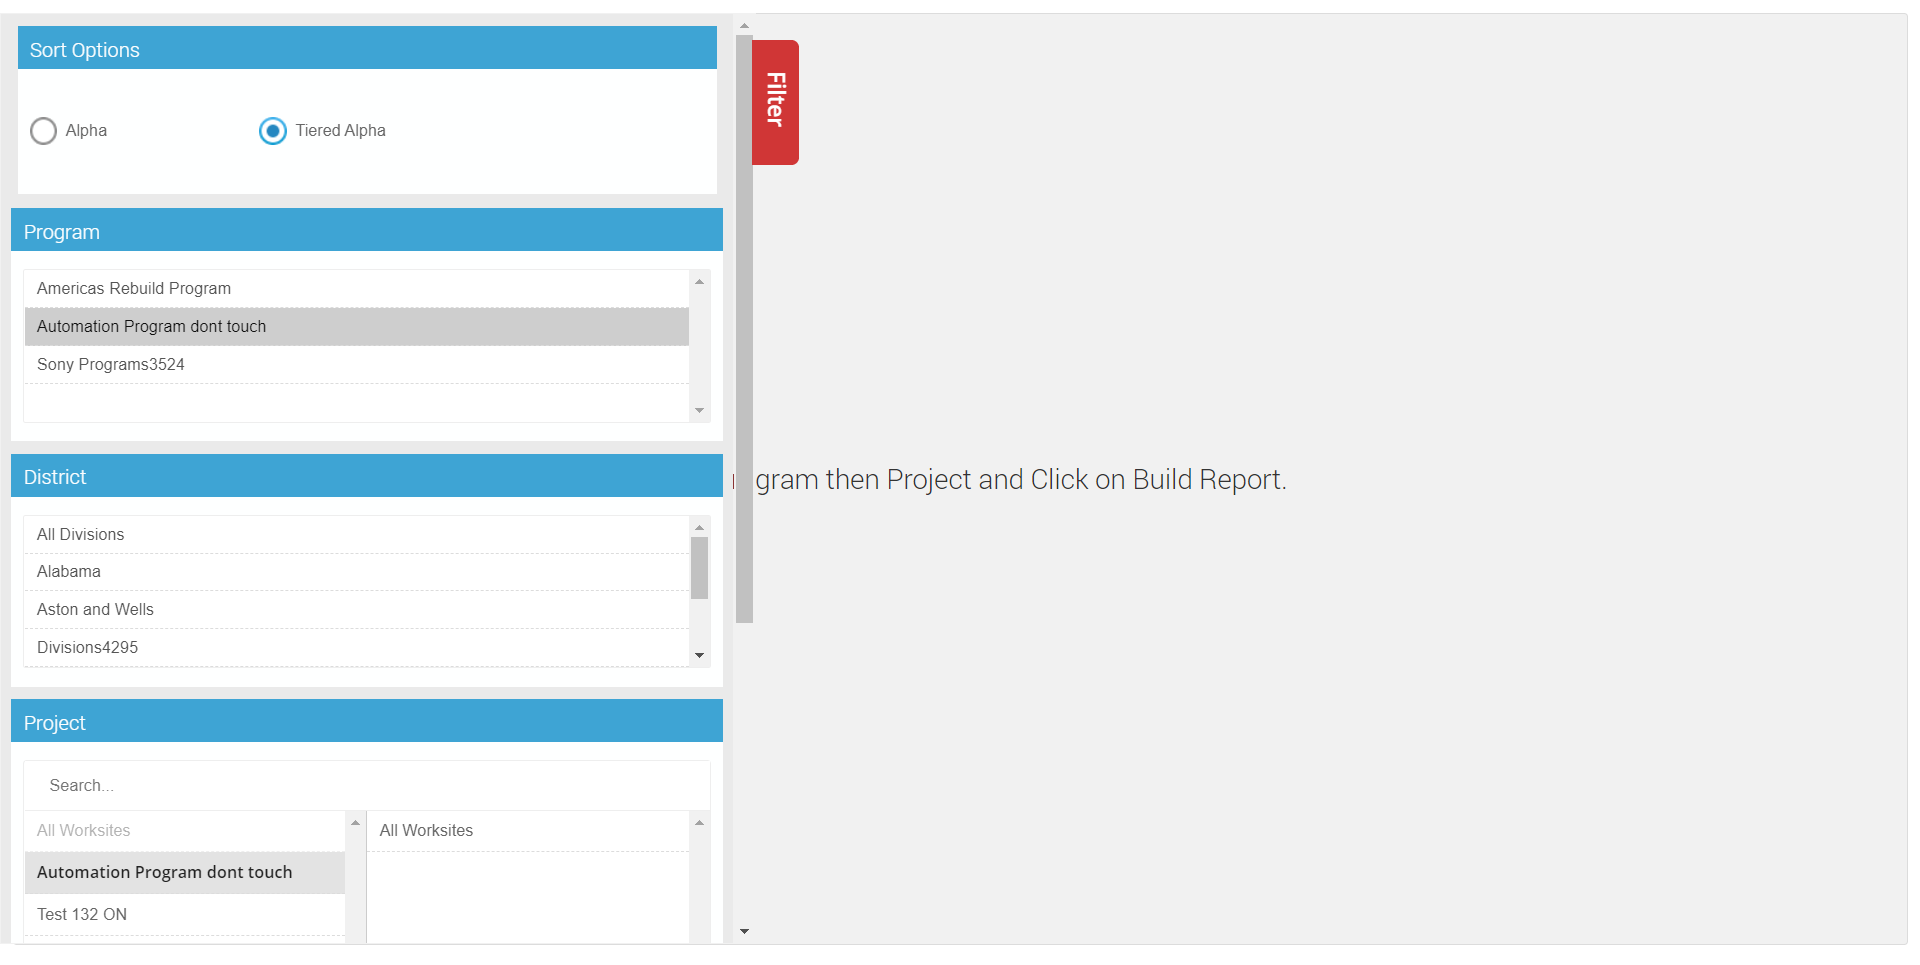 Sort Options
Filter
Alpha
Tiered Alpha
Program
Americas Rebuild Program
Automation Program dont touch
Sony Programs3524
District
gram then Project and Click on Build Report.
All Divisions
Alabama
Aston and Wells
Divisions4295
Project
Search...
All Worksites
All Worksites
Automation Program dont touch
Test 132 ON